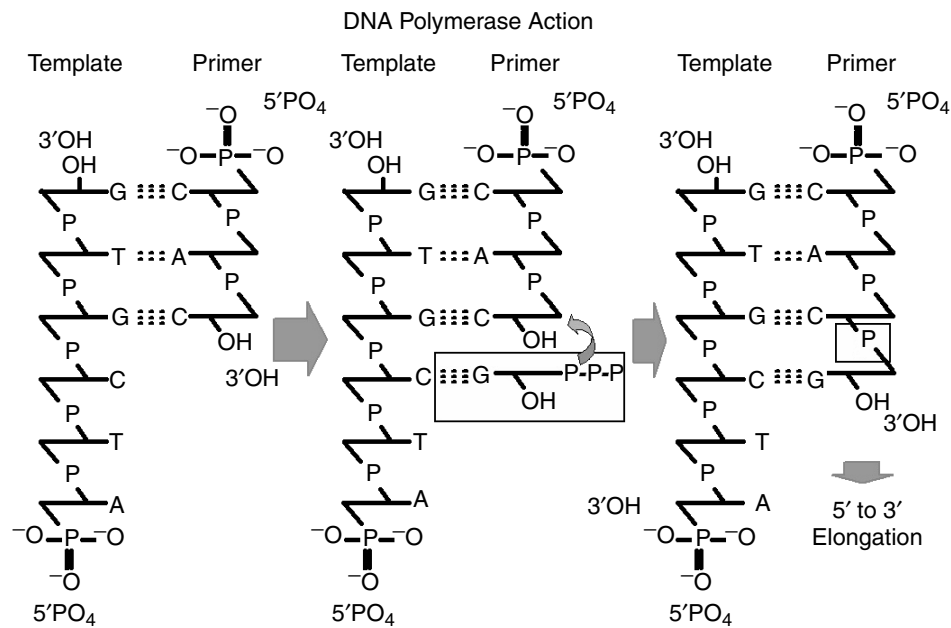 DNA Polymerase Action
Template Primer Template Primer Template Primer
⁻O 5′PO₄ ⁻O 5′PO₄ ⁻O 5′PO₄
3′OH ⁻O–P–O⁻ 3′OH ⁻O–P–O⁻ 3′OH ⁻O–P–O⁻
OH OH OH
G C G C G C
P P P P P P
T A T A T A
P P P P P P
G C G C G C
OH OH
P P P P
3′OH
C C G P-P-P C G
OH OH
P P P 3′OH
T T T
P P P
A A 3′OH A
5′ to 3′
Elongation
⁻O–P–O⁻ ⁻O–P–O⁻ ⁻O–P–O⁻
⁻O ⁻O ⁻O
5′PO₄ 5′PO₄ 5′PO₄